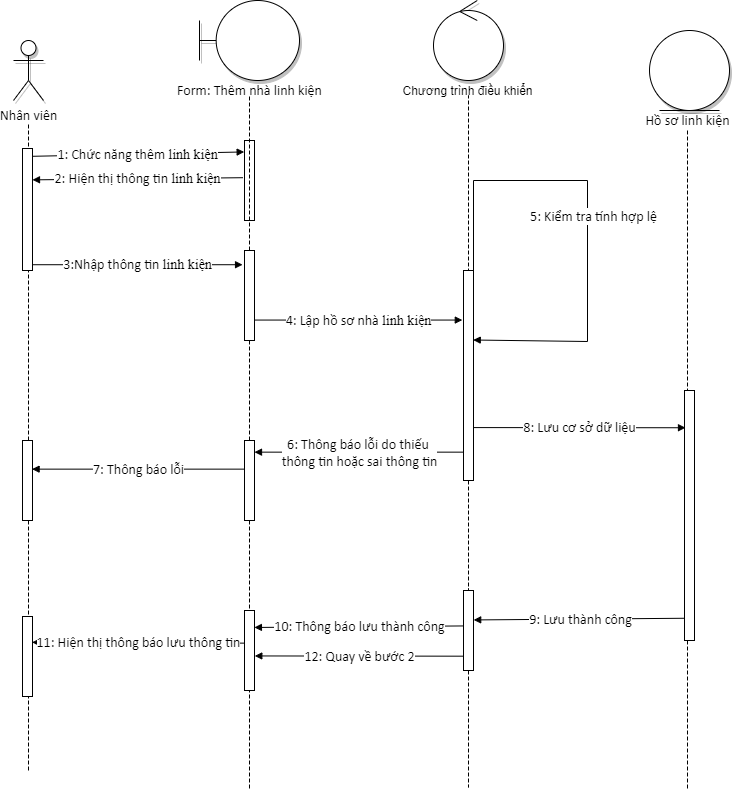 Form: Thêm nhà linh kiện
Chương trình điều khiển
Nhân viên
Hồ sơ linh kiện
1: Chức năng thêm linh kiện
2: Hiện thị thông tin linh kiện
5: Kiểm tra tính hợp lệ
3:Nhập thông tin linh kiện
4: Lập hồ sơ nhà linh kiện
8: Lưu cơ sở dữ liệu
6: Thông báo lỗi do thiếu
thông tin hoặc sai thông tin
7: Thông báo lỗi
9: Lưu thành công
10: Thông báo lưu thành công
11: Hiện thị thông báo lưu thông tin
12: Quay về bước 2